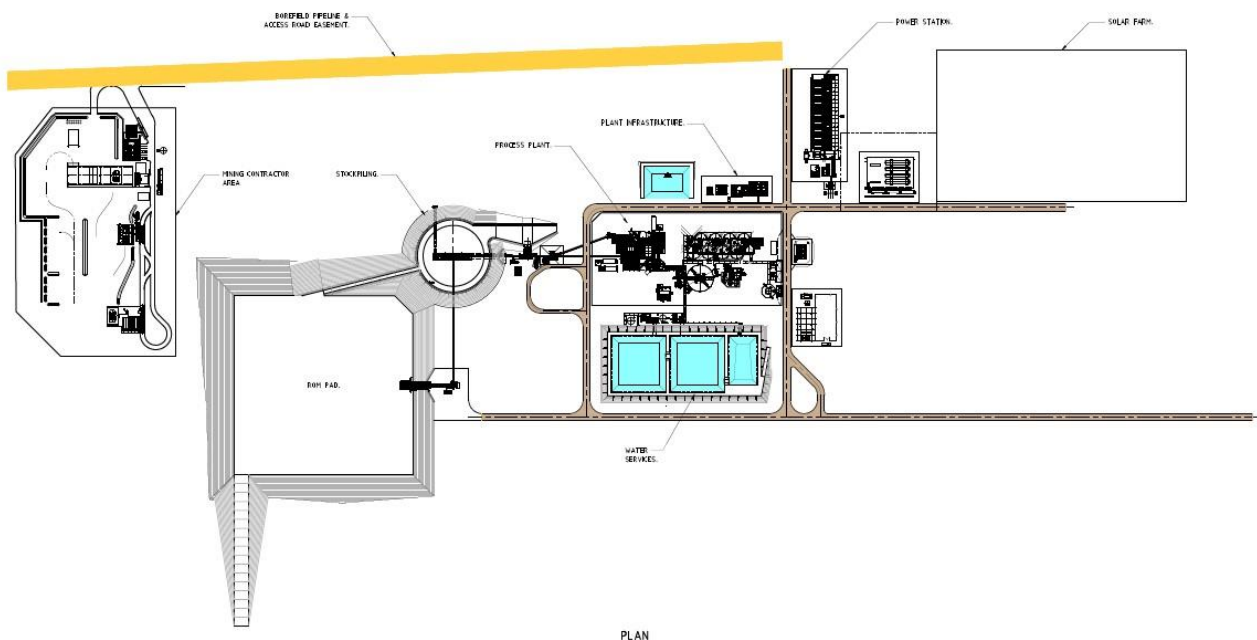 BOREFIELD PIPELINE &
ACCESS ROAD EASEMENT.
POWER STATION.
SOLAR FARM.
PLANT INFRASTRUCTURE.
PROCESS PLANT.
MINING CONTRACTOR
AREA
STOCKPILING.
ROM PAD.
WATER
SERVICES.
PLAN